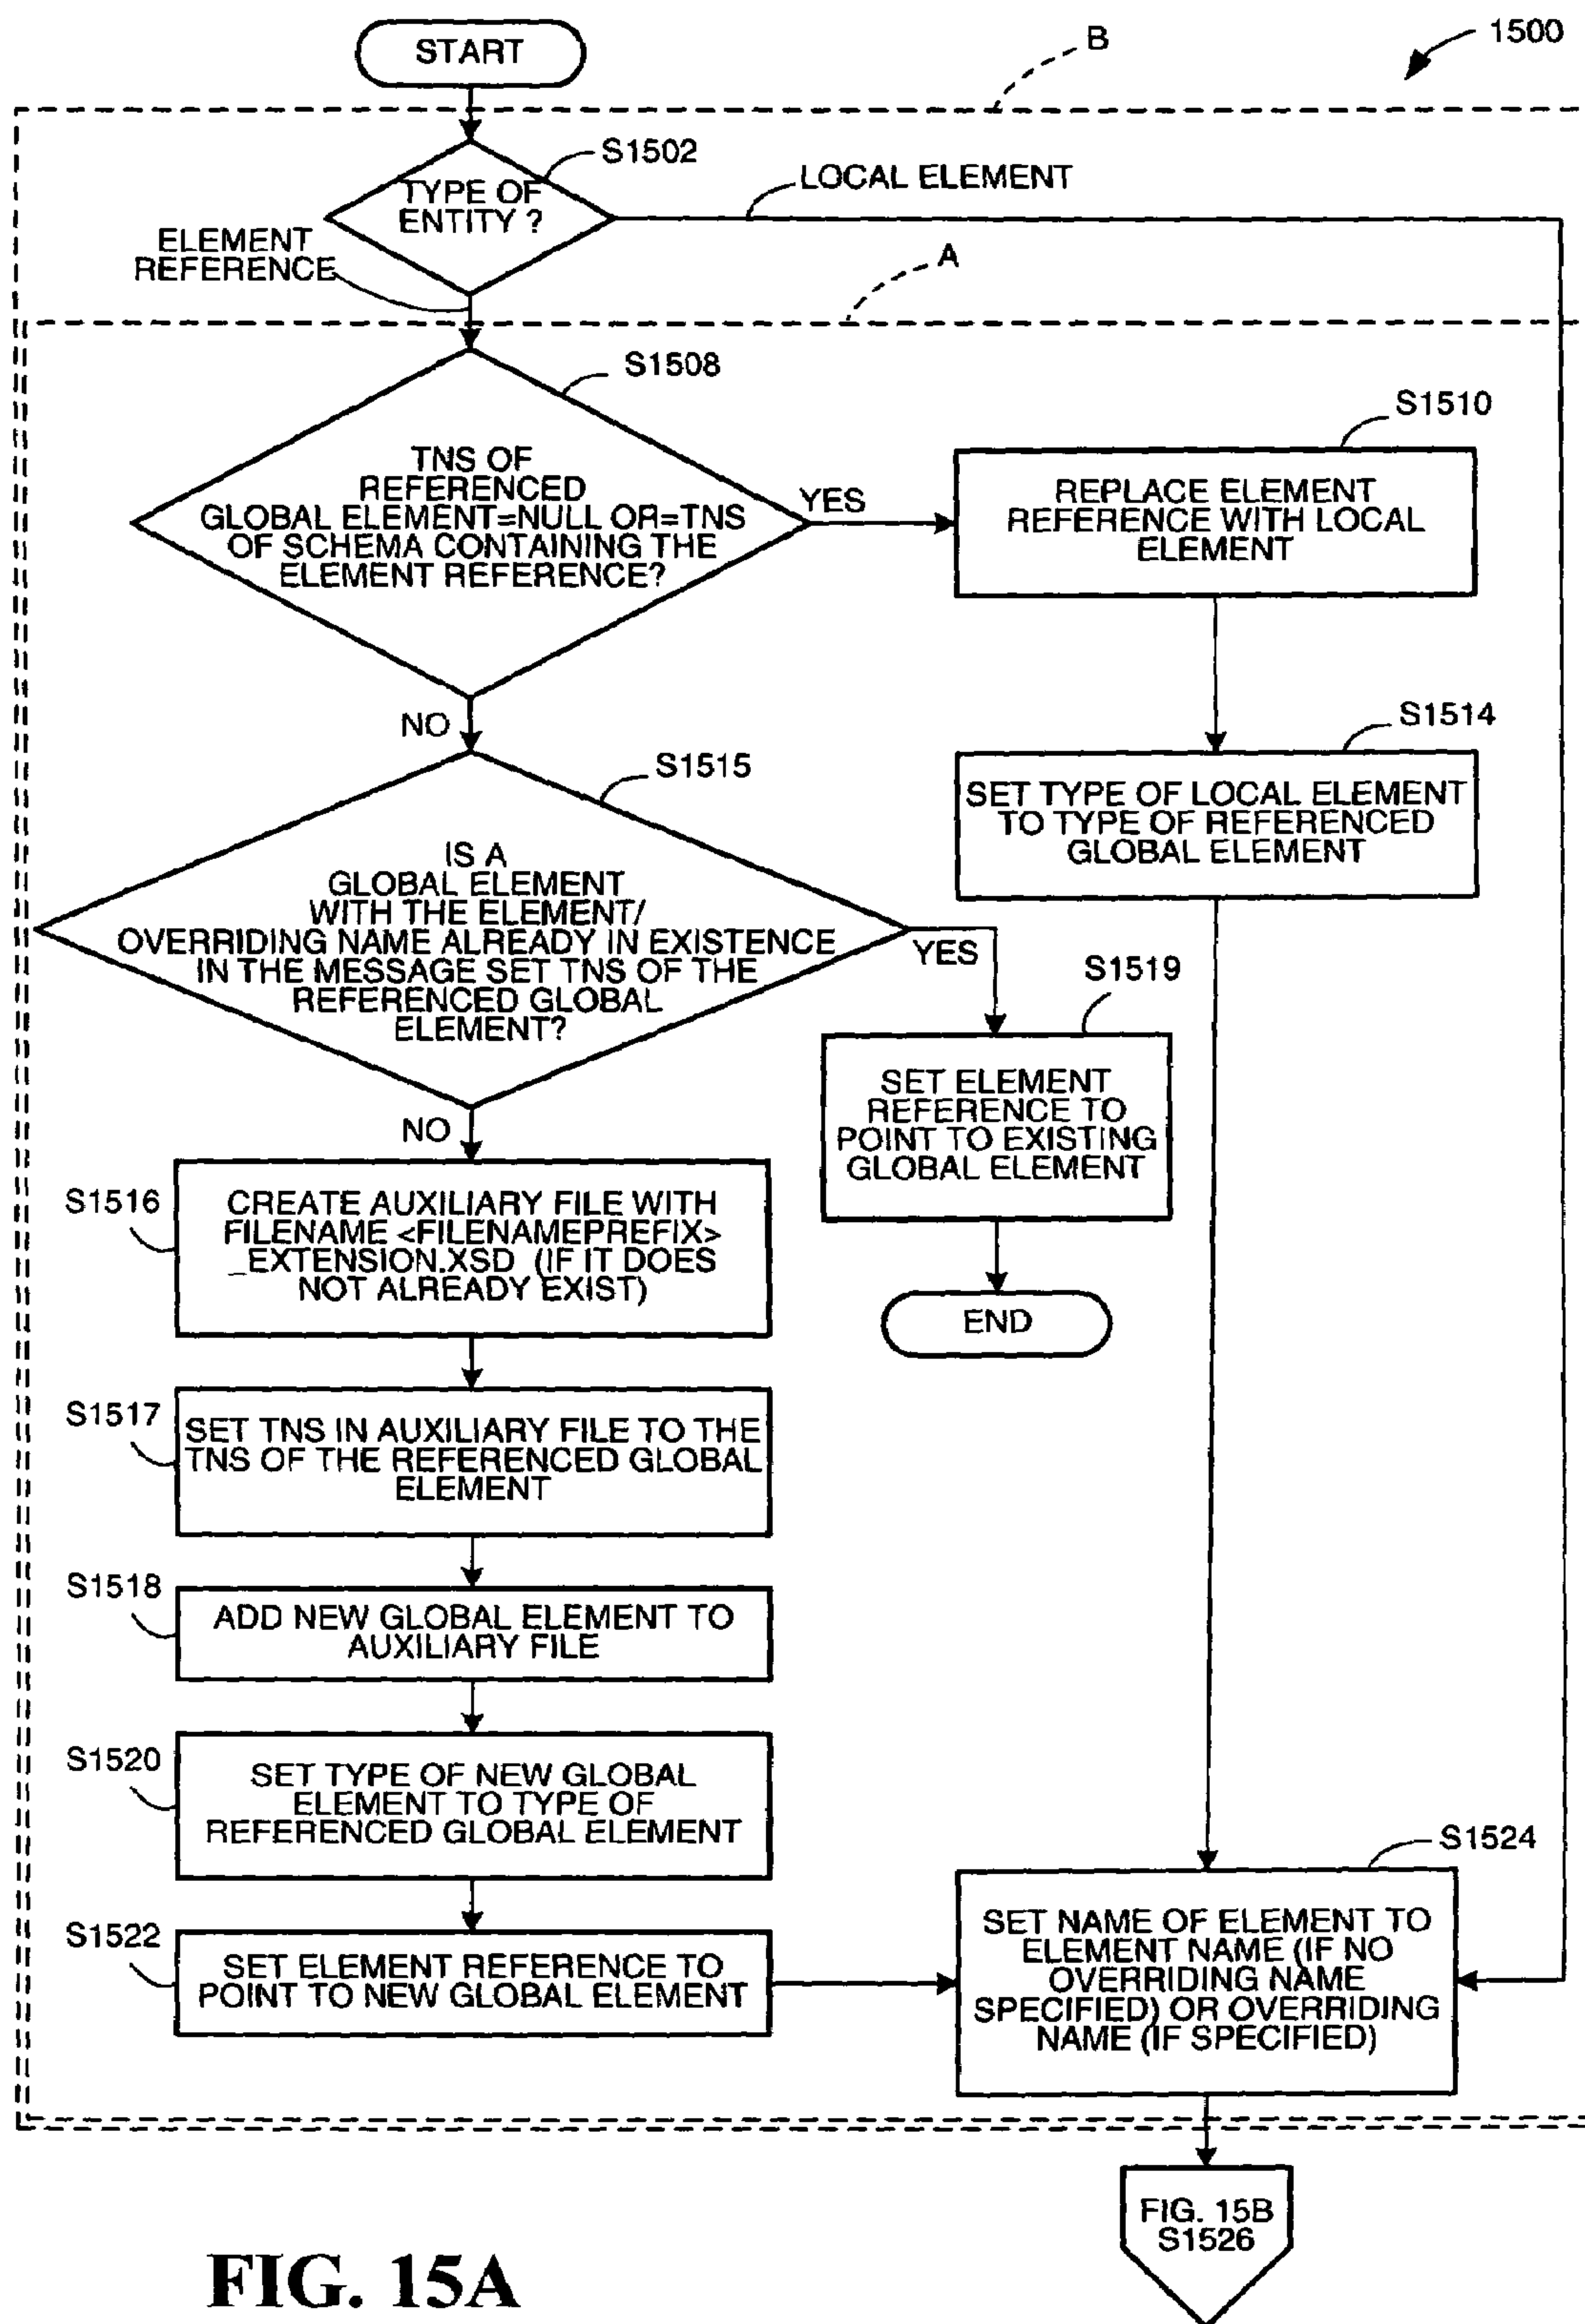 START
B
1500
S1502
TYPE OF
ENTITY ?
LOCAL ELEMENT
ELEMENT
REFERENCE
A
S1508
TNS OF
REFERENCED
GLOBAL ELEMENT=NULL OR=TNS
OF SCHEMA CONTAINING THE
ELEMENT REFERENCE?
YES
S1510
REPLACE ELEMENT
REFERENCE WITH LOCAL
ELEMENT
NO
S1514
SET TYPE OF LOCAL ELEMENT
TO TYPE OF REFERENCED
GLOBAL ELEMENT
S1515
IS A
GLOBAL ELEMENT
WITH THE ELEMENT/
OVERRIDING NAME ALREADY IN EXISTENCE
IN THE MESSAGE SET TNS OF THE
REFERENCED GLOBAL
ELEMENT?
YES
S1519
SET ELEMENT
REFERENCE TO
POINT TO EXISTING
GLOBAL ELEMENT
END
NO
S1516
CREATE AUXILIARY FILE WITH
FILENAME <FILENAMEPREFIX>
_EXTENSION.XSD (IF IT DOES
NOT ALREADY EXIST)
S1517
SET TNS IN AUXILIARY FILE TO THE
TNS OF THE REFERENCED GLOBAL
ELEMENT
S1518
ADD NEW GLOBAL ELEMENT TO
AUXILIARY FILE
S1520
SET TYPE OF NEW GLOBAL
ELEMENT TO TYPE OF
REFERENCED GLOBAL ELEMENT
S1522
SET ELEMENT REFERENCE TO
POINT TO NEW GLOBAL ELEMENT
S1524
SET NAME OF ELEMENT TO
ELEMENT NAME (IF NO
OVERRIDING NAME
SPECIFIED) OR OVERRIDING
NAME (IF SPECIFIED)
FIG. 15B
S1526
FIG. 15A